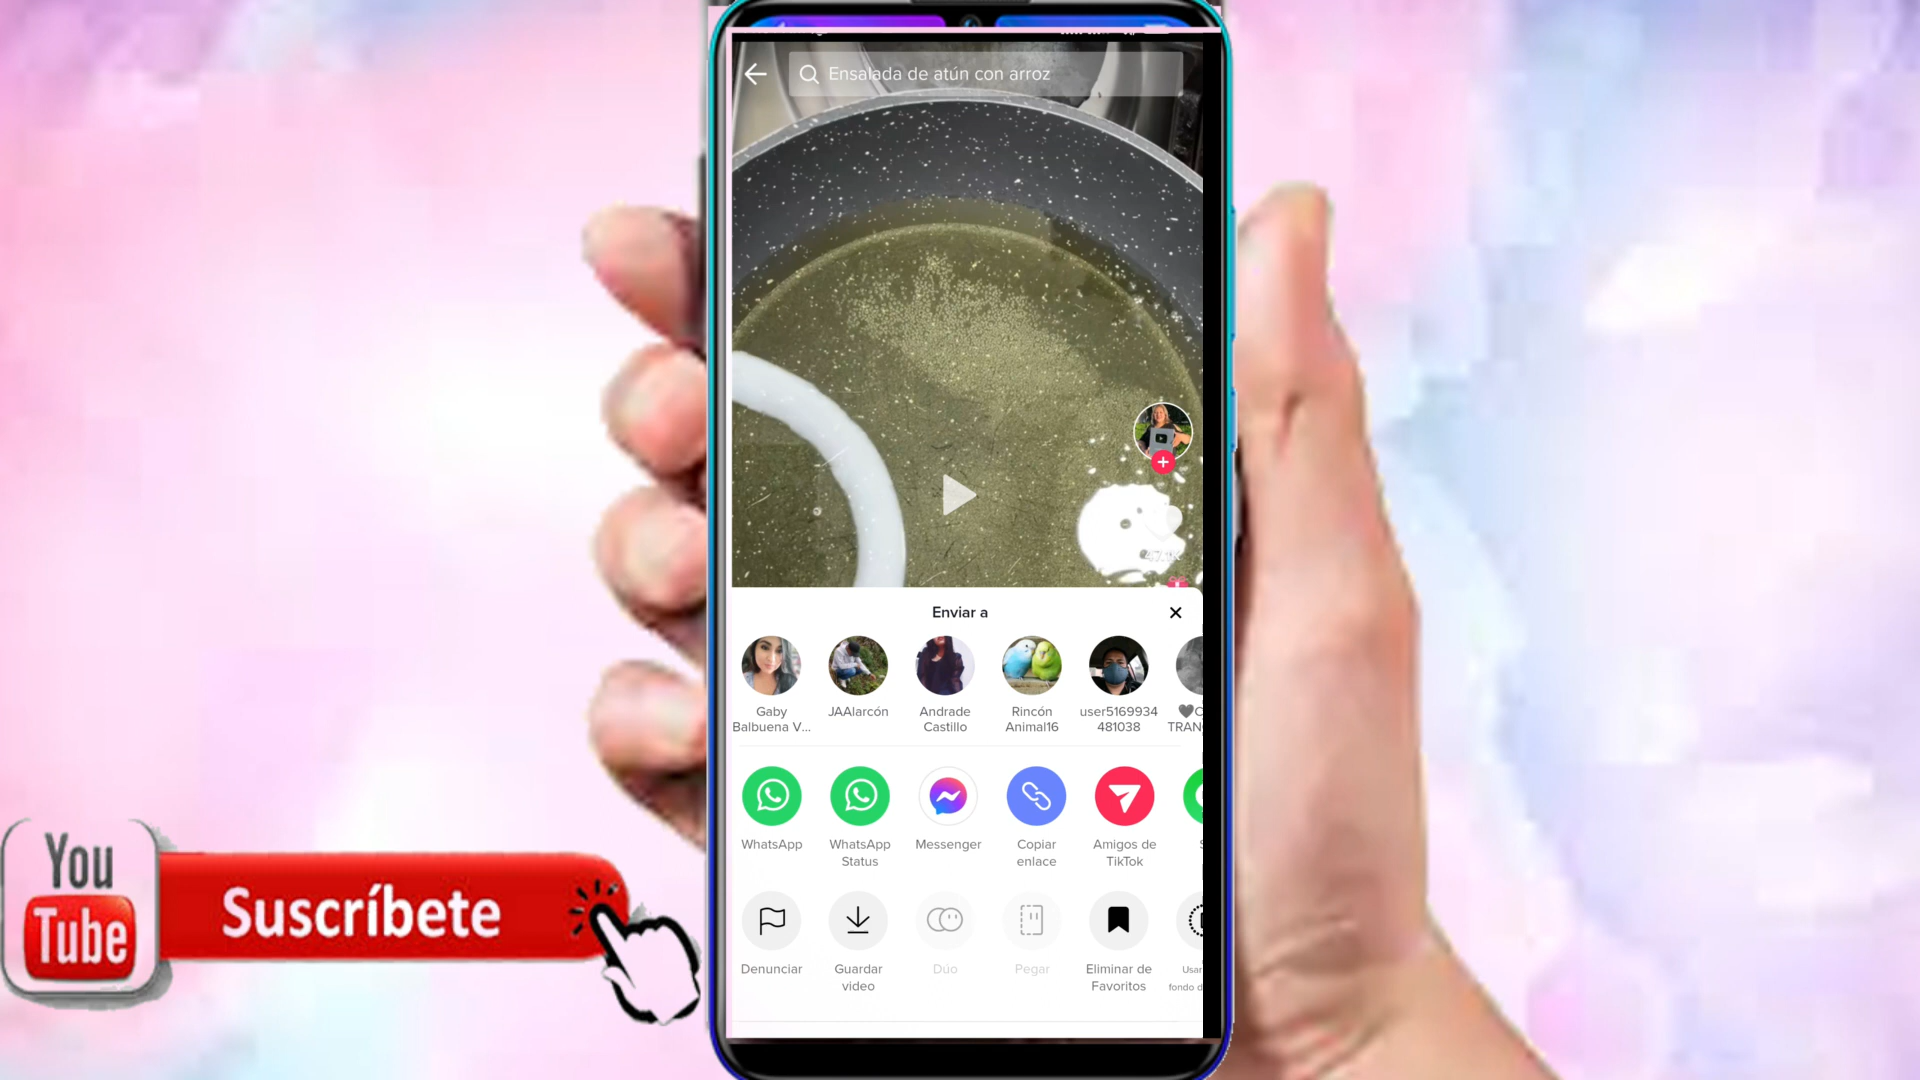 Ensalada de atún con arroz
Enviar a
Gaby
Balbuena V...
JAAlarcón
Andrade
Castillo
Rincón
Animal16
user5169934
481038
TRAN
WhatsApp
WhatsApp
Status
Messenger
Copiar
enlace
Amigos de
TikTok
Denunciar
Guardar
video
Dúo
Pegar
Eliminar de
Favoritos
Usar
fondo d
You
Tube
Suscríbete